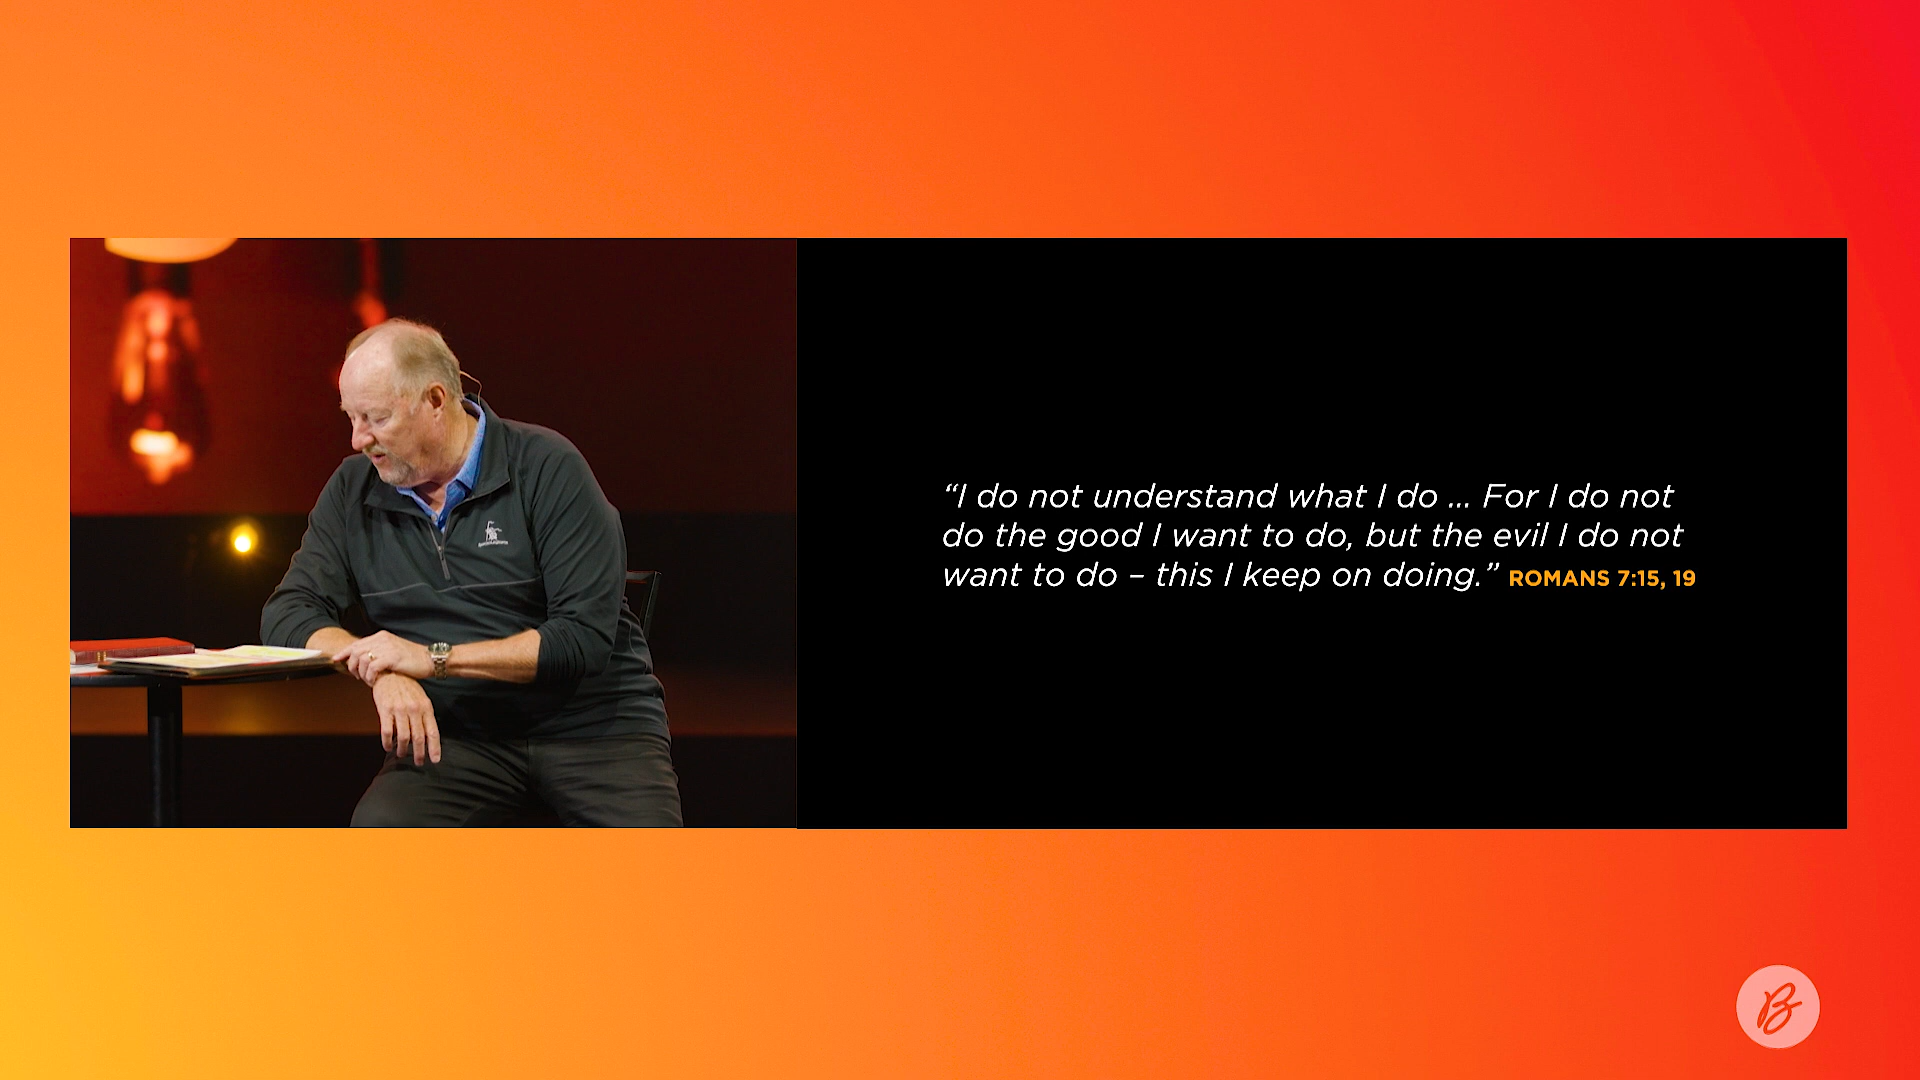 “I do not understand what I do ... For I do not
do the good I want to do, but the evil I do not
want to do – this I keep on doing.” ROMANS 7:15, 19
B